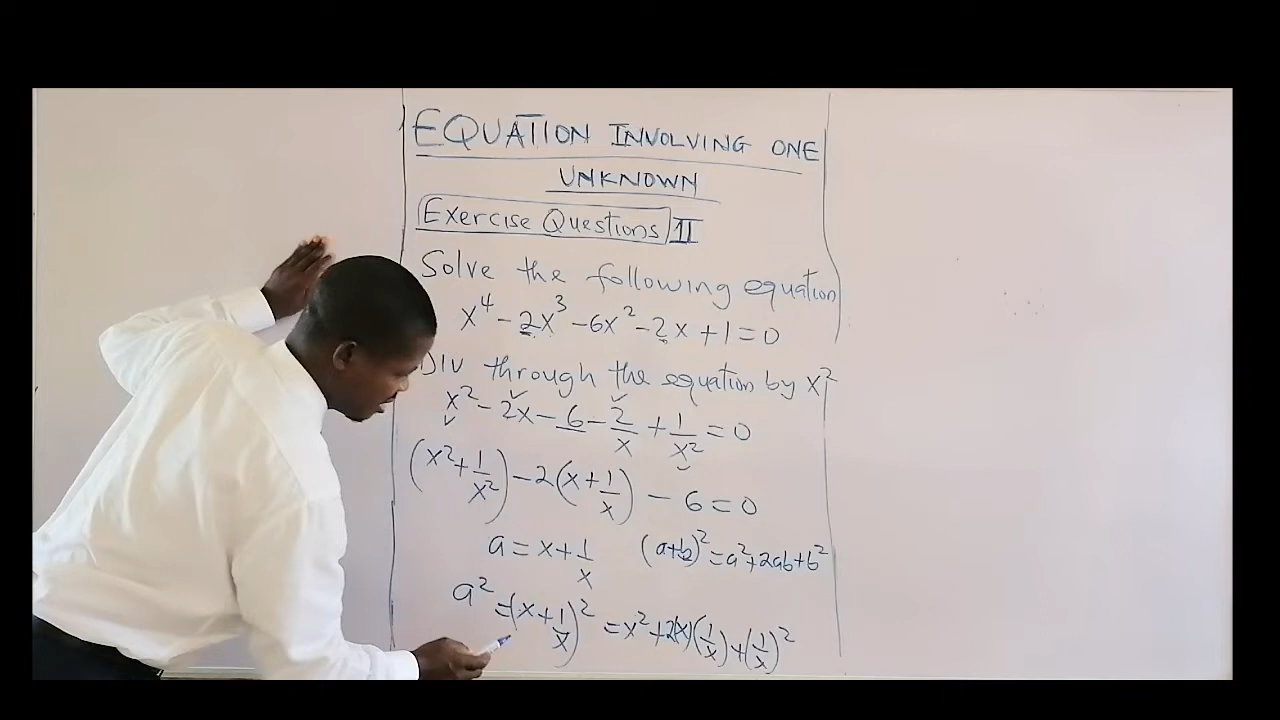 EQUATION INVOLVING ONE
UNKNOWN
Exercise Questions II
Solve the following equation
x⁴ - 2x³ - 6x² - 2x + 1 = 0
Div through the equation by x²
x² - 2x - 6 - 2/x + 1/x² = 0
(x² + 1/x²) - 2(x + 1/x) - 6 = 0
a = x + 1/x (a+b)² = a² + 2ab + b²
a² = (x + 1/x)² = x² + 2(x)(1/x) + (1/x)²